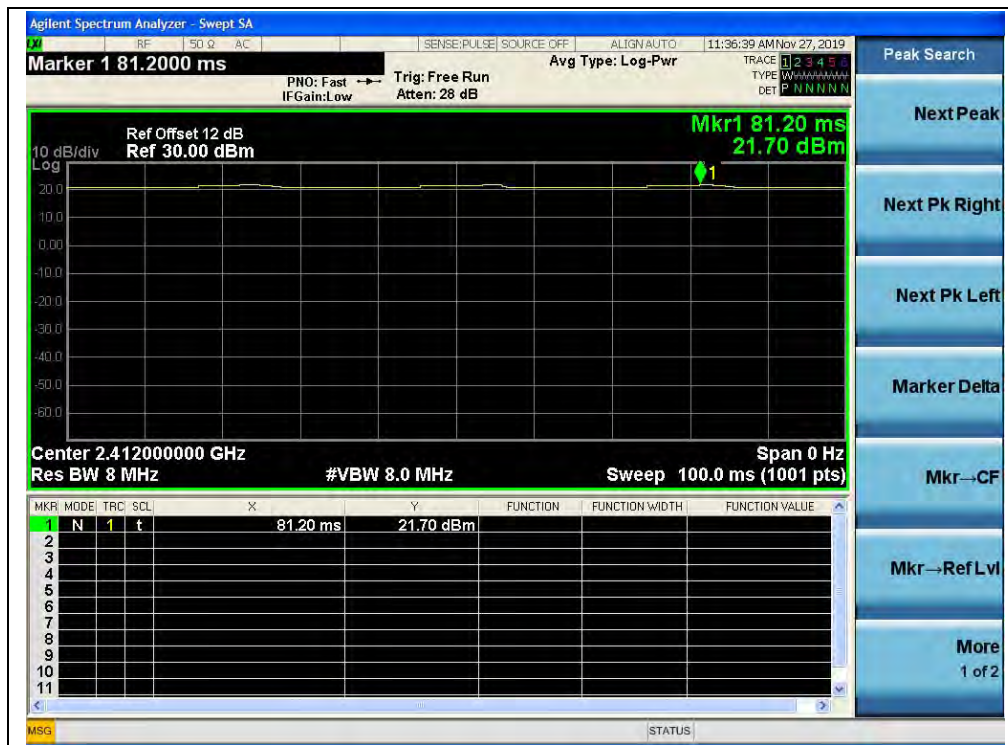 Agilent Spectrum Analyzer - Swept SA
LXI RF 50 Ω AC SENSE:PULSE SOURCE OFF ALIGN AUTO 11:36:39 AM Nov 27, 2019
Marker 1 81.2000 ms
PNO: Fast
IFGain:Low
Trig: Free Run
Atten: 28 dB
Avg Type: Log-Pwr
TRACE 1 2 3 4 5 6
TYPE W
DET P N N N N N
Mkr1 81.20 ms
21.70 dBm
Ref Offset 12 dB
10 dB/div Ref 30.00 dBm
Log
1
20.0
10.0
0.00
-10.0
-20.0
-30.0
-40.0
-50.0
-60.0
Center 2.412000000 GHz Span 0 Hz
Res BW 8 MHz #VBW 8.0 MHz Sweep 100.0 ms (1001 pts)
MKR MODE TRC SCL X Y FUNCTION FUNCTION WIDTH FUNCTION VALUE
1 N 1 t 81.20 ms 21.70 dBm
2
3
4
5
6
7
8
9
10
11
MSG STATUS
Peak Search
Next Peak
Next Pk Right
Next Pk Left
Marker Delta
Mkr→CF
Mkr→Ref Lvl
More
1 of 2